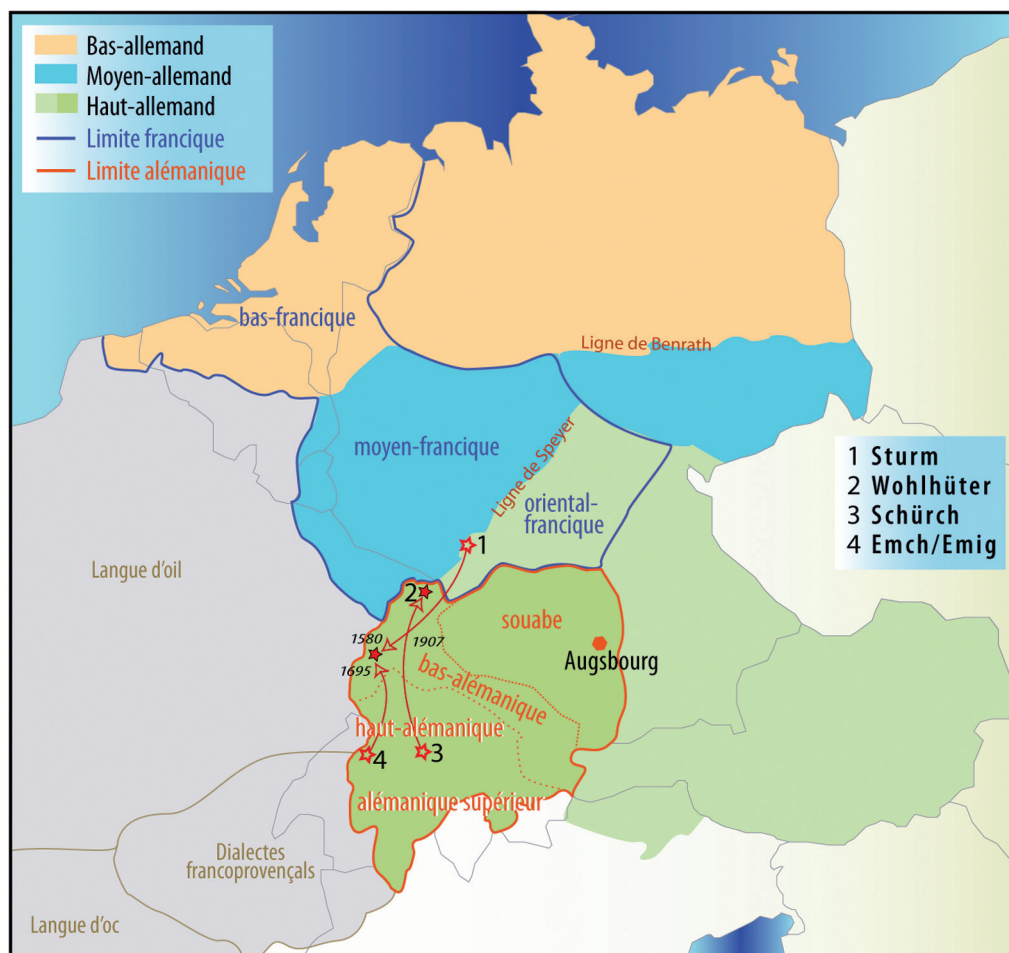 Bas-allemand
Moyen-allemand
Haut-allemand
Limite francique
Limite alémanique
bas-francique
Ligne de Benrath
moyen-francique
Ligne de Speyer
oriental-
francique
1 Sturm
2 Wohlhüter
3 Schürch
4 Emch/Emig
1
Langue d'oil
2
souabe
1580
1907
Augsbourg
1695
bas-alémanique
haut-alémanique
4
3
alémanique supérieur
Dialectes
francoprovençals
Langue d'oc